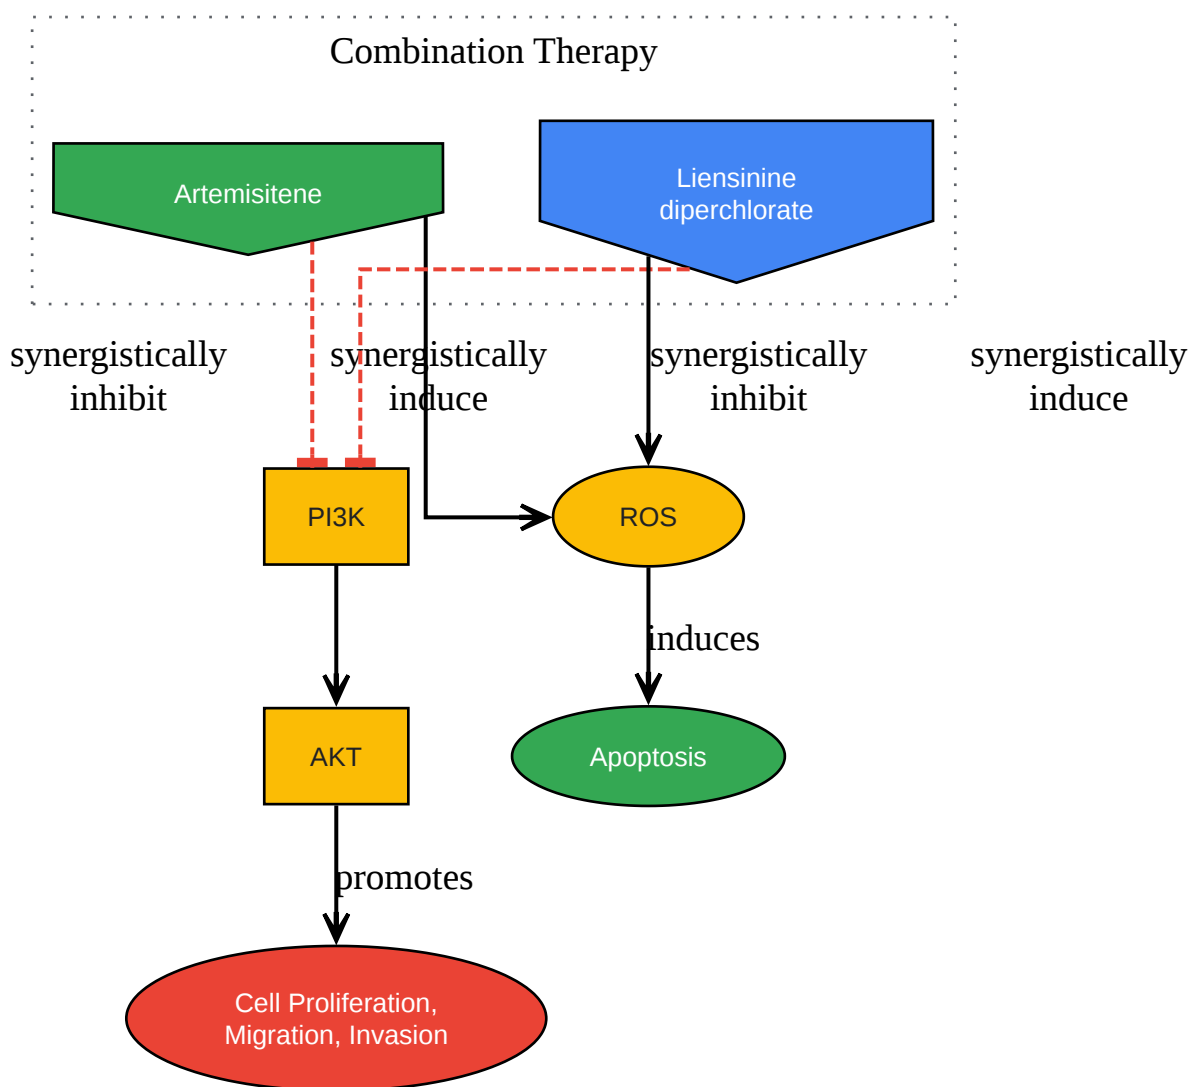 Combination Therapy
Artemisitene
Liensinine
diperchlorate
synergistically
inhibit
synergistically
induce
synergistically
inhibit
synergistically
induce
PI3K
ROS
induces
AKT
Apoptosis
promotes
Cell Proliferation,
Migration, Invasion